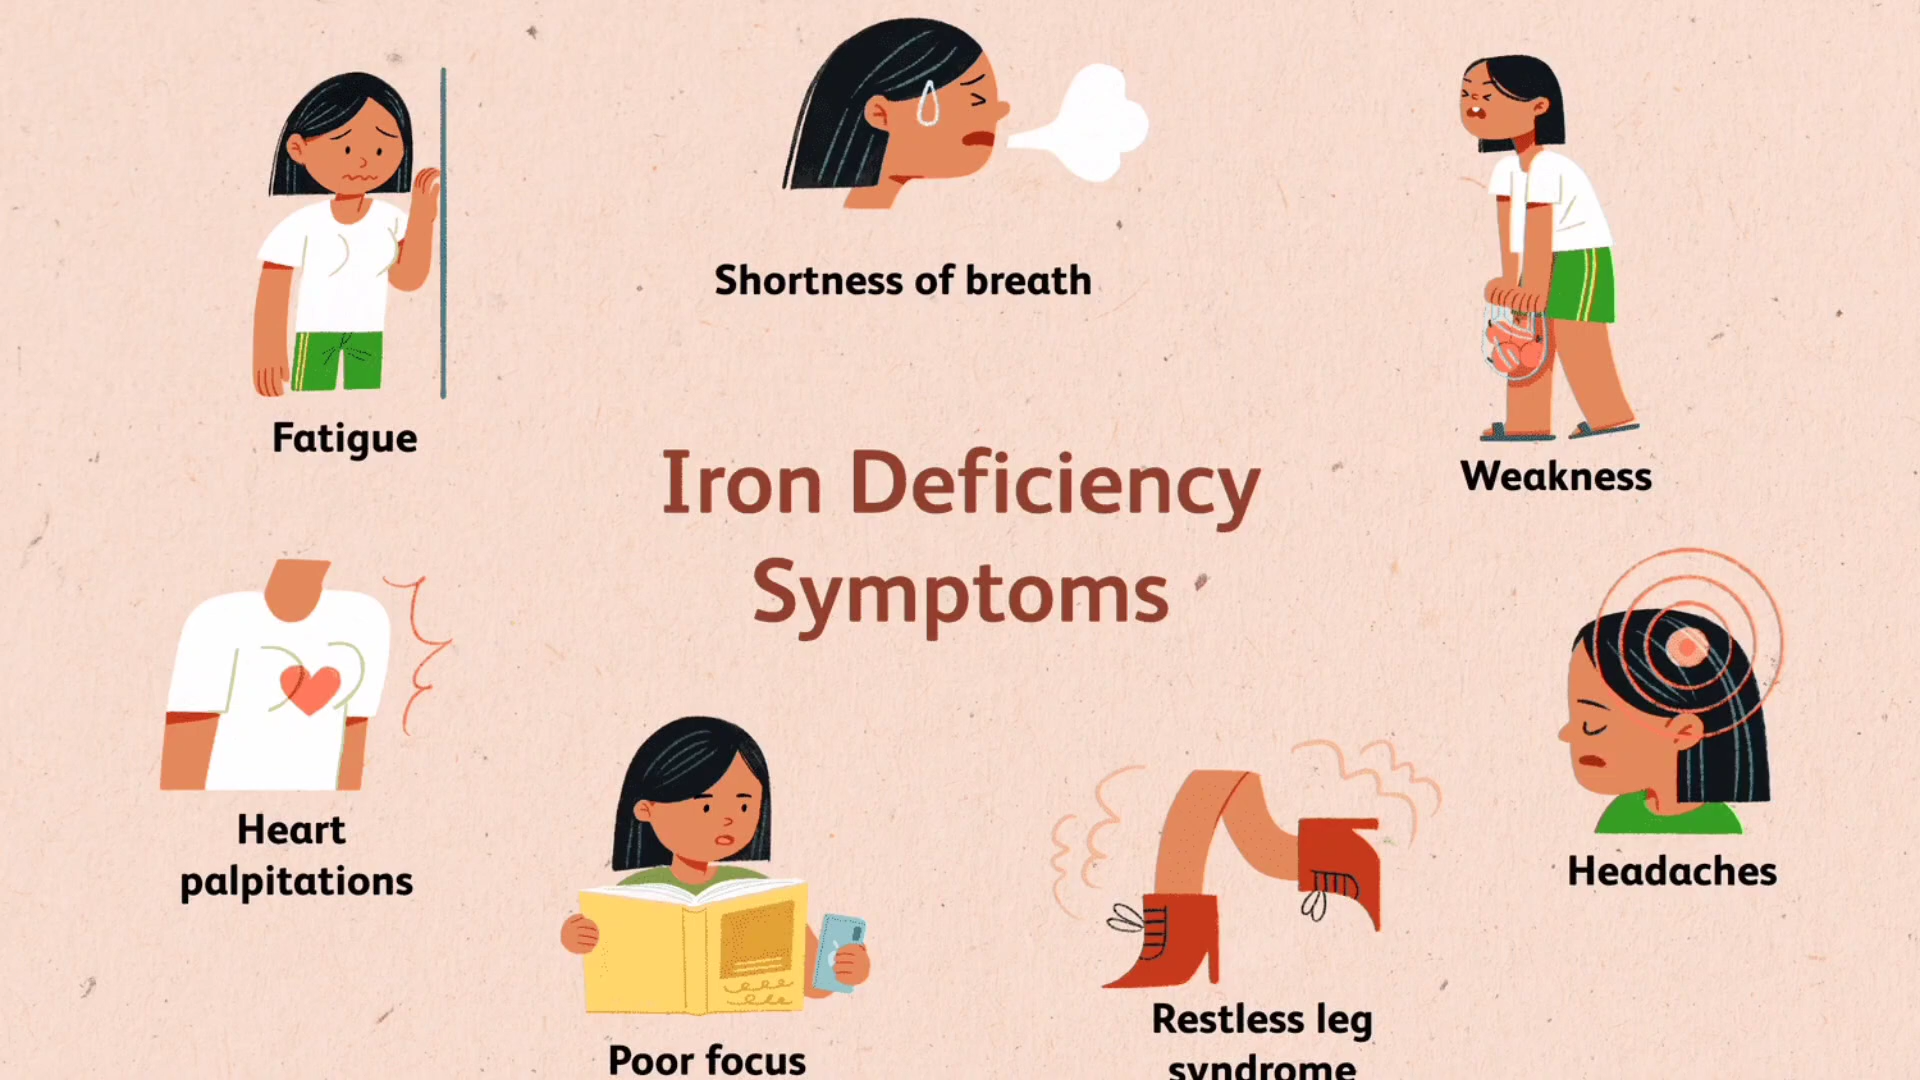 Shortness of breath
Fatigue
Iron Deficiency
Symptoms
Weakness
Heart
palpitations
Headaches
Poor focus
Restless leg
syndrome